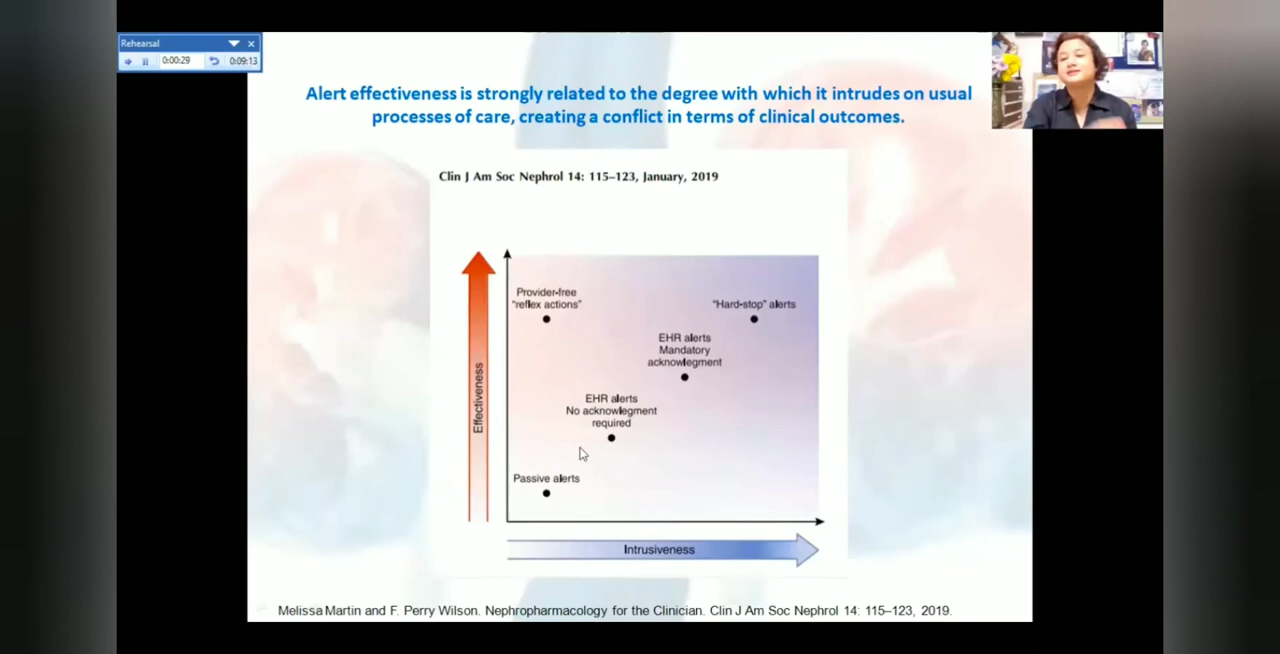 Rehearsal
0:00:29
0:09:13
Alert effectiveness is strongly related to the degree with which it intrudes on usual
processes of care, creating a conflict in terms of clinical outcomes.
Clin J Am Soc Nephrol 14: 115–123, January, 2019
Provider-free
"reflex actions"
"Hard-stop" alerts
EHR alerts
Mandatory
acknowlegment
EHR alerts
No acknowlegment
required
Passive alerts
Effectiveness
Intrusiveness
Melissa Martin and F. Perry Wilson. Nephropharmacology for the Clinician. Clin J Am Soc Nephrol 14: 115–123, 2019.